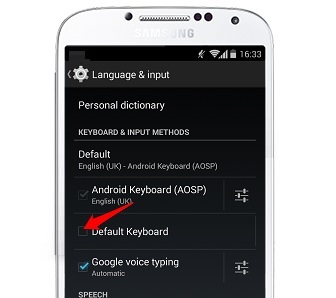 SAMSUNG
16:33
Language & input
Personal dictionary
KEYBOARD & INPUT METHODS
Default
English (UK) - Android Keyboard (AOSP)
Android Keyboard (AOSP)
English (UK)
Default Keyboard
Google voice typing
Automatic
SPEECH